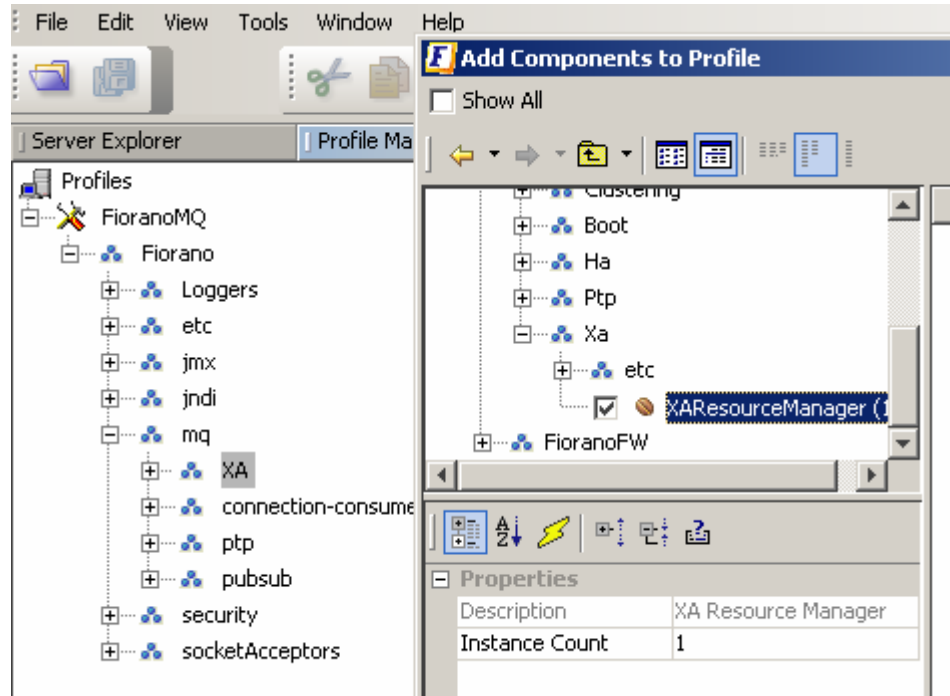 File Edit View Tools Window Help
Add Components to Profile
Show All
Server Explorer
Profile Ma
Profiles
FioranoMQ
Fiorano
Loggers
etc
jmx
jndi
mq
XA
connection-consume
ptp
pubsub
security
socketAcceptors
Clustering
Boot
Ha
Ptp
Xa
etc
XAResourceManager (1
FioranoFW
Properties
Description XA Resource Manager
Instance Count 1